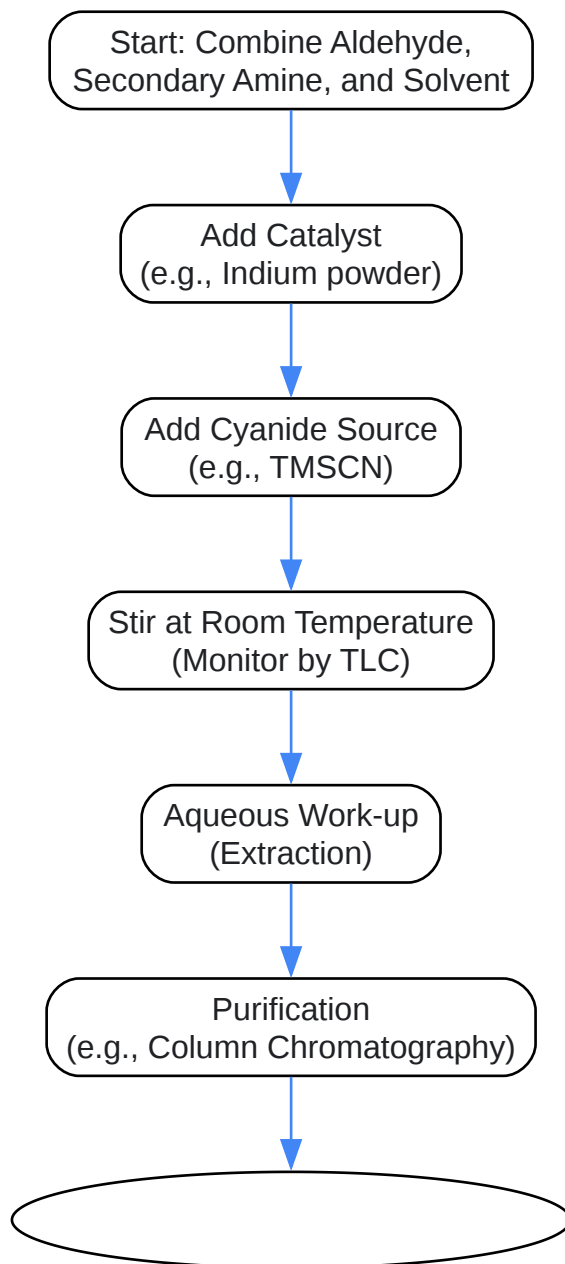 Start: Combine Aldehyde,
Secondary Amine, and Solvent
Add Catalyst
(e.g., Indium powder)
Add Cyanide Source
(e.g., TMSCN)
Stir at Room Temperature
(Monitor by TLC)
Aqueous Work-up
(Extraction)
Purification
(e.g., Column Chromatography)